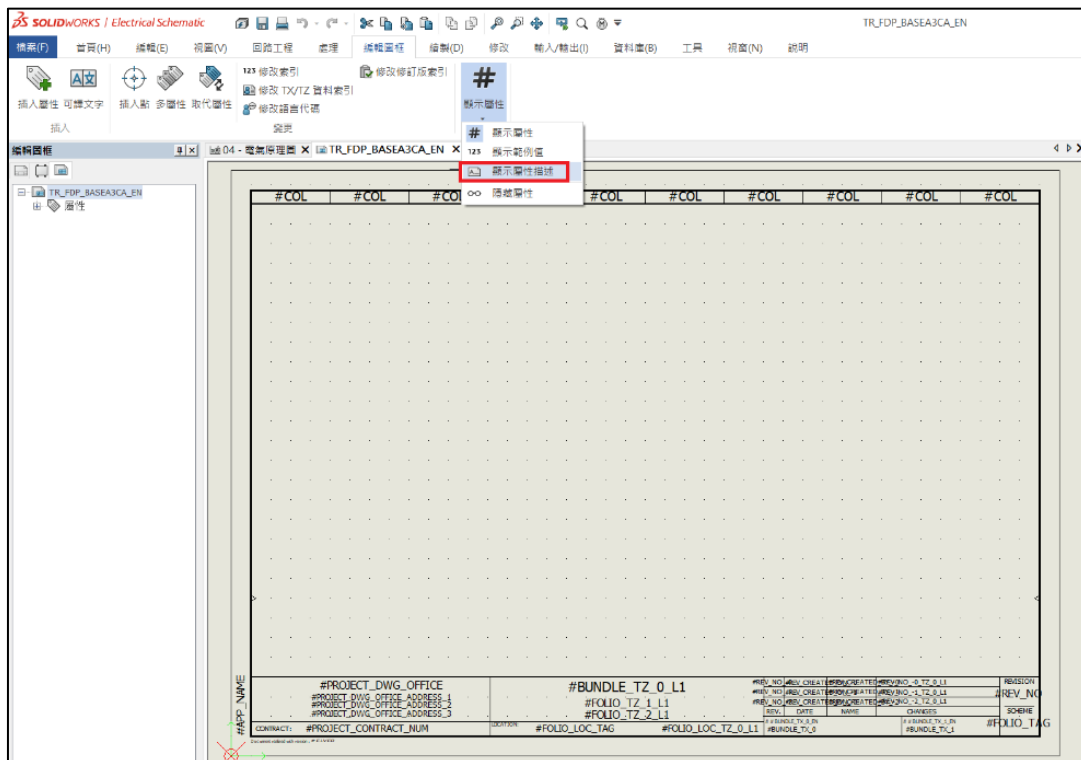 SOLIDWORKS | Electrical Schematic
TR_FDP_BASEA3CA_EN
檔案(F) 首頁(H) 編輯(E) 視圖(V) 回路工程 處理 編輯圖框 繪製(D) 修改 輸入/輸出(I) 資料庫(B) 工具 視窗(N) 說明
插入屬性 可譯文字 插入點 多屬性 取代屬性
123 修改索引
修改 TX/TZ 資料索引
修改語言代碼
修改修訂版索引
#
顯示屬性
插入
變更
# 顯示屬性
123 顯示範例值
顯示屬性描述
隱藏屬性
編輯圖框
04 - 電氣原理圖 TR_FDP_BASEA3CA_EN
TR_FDP_BASEA3CA_EN
屬性
#COL #COL #COL #COL #COL #COL #COL #COL #COL
#APP_NAME
#PROJECT_DWG_OFFICE
#PROJECT_DWG_OFFICE_ADDRESS_1
#PROJECT_DWG_OFFICE_ADDRESS_2
#PROJECT_DWG_OFFICE_ADDRESS_3
CONTRACT: #PROJECT_CONTRACT_NUM
#BUNDLE_TZ_0_L1
#FOLIO_TZ_1_L1
#FOLIO_TZ_2_L1
LOCATION: #FOLIO_LOC_TAG #FOLIO_LOC_TZ_0_L1
REV. DATE NAME CHANGES
#BUNDLE_TX_0
#BUNDLE_TX_1
REVISION
#REV_NO
SCHEME
#FOLIO_TAG